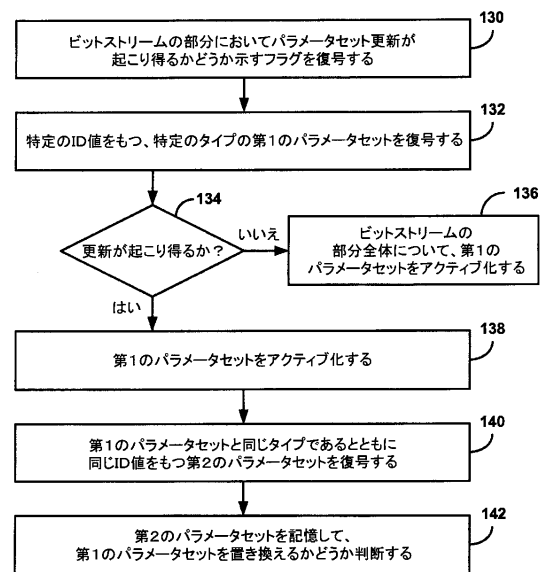 130
ビットストリームの部分においてパラメータセット更新が
起こり得るかどうか示すフラグを復号する
132
特定のID値をもつ、特定のタイプの第1のパラメータセットを復号する
134
更新が起こり得るか?
いいえ
136
ビットストリームの
部分全体について、第1の
パラメータセットをアクティブ化する
はい
138
第1のパラメータセットをアクティブ化する
140
第1のパラメータセットと同じタイプであるとともに
同じID値をもつ第2のパラメータセットを復号する
142
第2のパラメータセットを記憶して、
第1のパラメータセットを置き換えるかどうか判断する